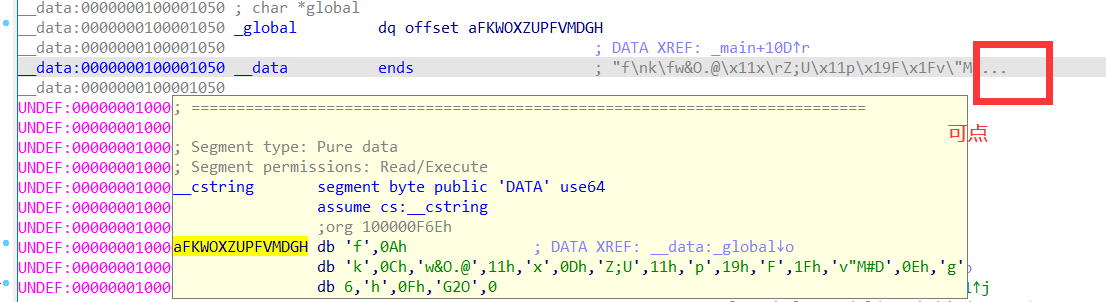 __data:0000000100001050 ; char *global
__data:0000000100001050 _global dq offset aFKWOXZUPFVMDGH
__data:0000000100001050 ; DATA XREF: _main+10D↑r
__data:0000000100001050 __data ends ; "f\nk\fw&O.@\x11x\rZ;U\x11p\x19F\x1Fv\"M#...
__data:0000000100001050
UNDEF:00000001000 ; ===========================================================================
UNDEF:00000001000 可点
UNDEF:00000001000 ; Segment type: Pure data
UNDEF:00000001000 ; Segment permissions: Read/Execute
UNDEF:00000001000 __cstring segment byte public 'DATA' use64
UNDEF:00000001000 assume cs:__cstring
UNDEF:00000001000 ;org 100000F6Eh
UNDEF:00000001000 aFKWOXZUPFVMDGH db 'f',0Ah ; DATA XREF: __data:_global↓o
UNDEF:00000001000 db 'k',0Ch,'w&O.@',11h,'x',0Dh,'Z;U',11h,'p',19h,'F',1Fh,'v"M#D',0Eh,'g'
UNDEF:00000001000 db 6,'h',0Fh,'G2O',0 ↑j